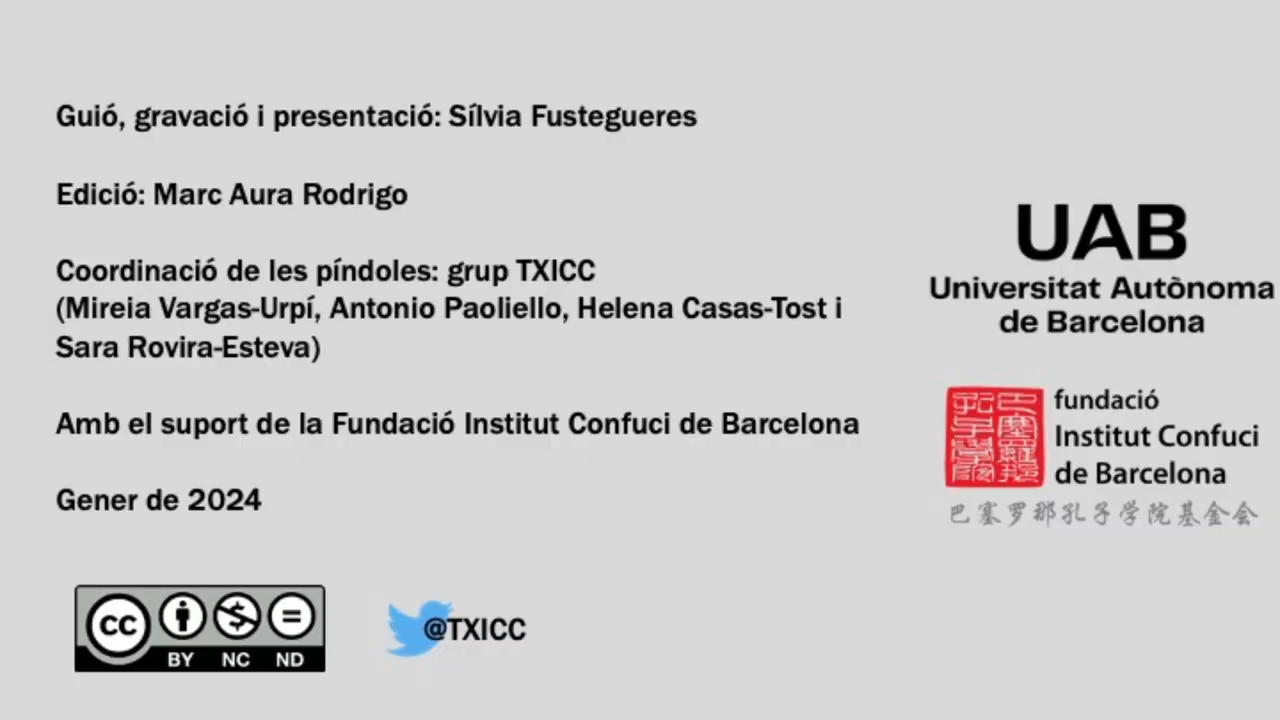 Guió, gravació i presentació: Sílvia Fustegueres
Edició: Marc Aura Rodrigo
Coordinació de les píndoles: grup TXICC
(Mireia Vargas-Urpí, Antonio Paoliello, Helena Casas-Tost i
Sara Rovira-Esteva)
Amb el suport de la Fundació Institut Confuci de Barcelona
Gener de 2024
CC
BY NC ND
@TXICC
UAB
Universitat Autònoma
de Barcelona
fundació
Institut Confuci
de Barcelona
巴塞罗那孔子学院基金会